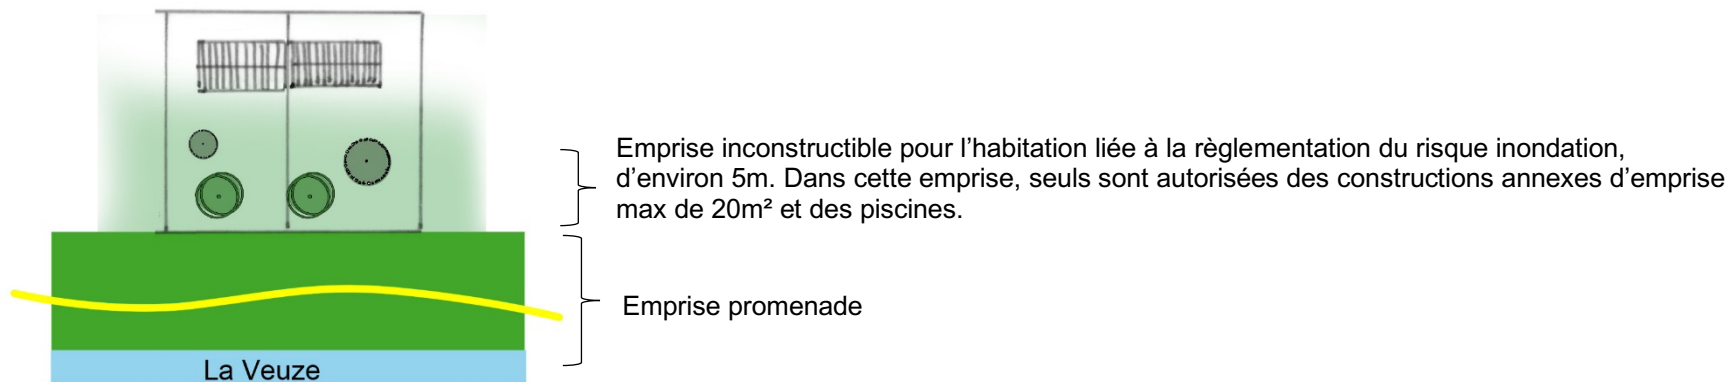 Emprise inconstructible pour l’habitation liée à la règlementation du risque inondation,
d’environ 5m. Dans cette emprise, seuls sont autorisées des constructions annexes d’emprise
max de 20m² et des piscines.
Emprise promenade
La Veuze